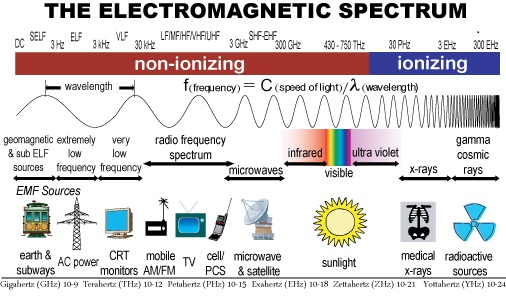 THE ELECTROMAGNETIC SPECTRUM
SELF ELF VLF LF/MF/HF/VHF/UHF SHF-EHF
DC 3 Hz 3 kHz 30 kHz 3 GHz 300 GHz 430 - 750 THz 30 PHz 3 EHz 300 EHz
non-ionizing ionizing
wavelength
f (frequency) = C (speed of light) / λ (wavelength)
geomagnetic & sub ELF sources
extremely low frequency
very low frequency
radio frequency spectrum
microwaves
infrared
visible
ultra violet
x-rays
gamma cosmic rays
EMF Sources
earth & subways
AC power
CRT monitors
mobile AM/FM
TV
cell/ PCS
microwave & satellite
sunlight
medical x-rays
radioactive sources
Gigahertz (GHz) 10-9 Terahertz (THz) 10-12 Petahertz (PHz) 10-15 Exahertz (EHz) 10-18 Zettahertz (ZHz) 10-21 Yottahertz (YHz) 10-24